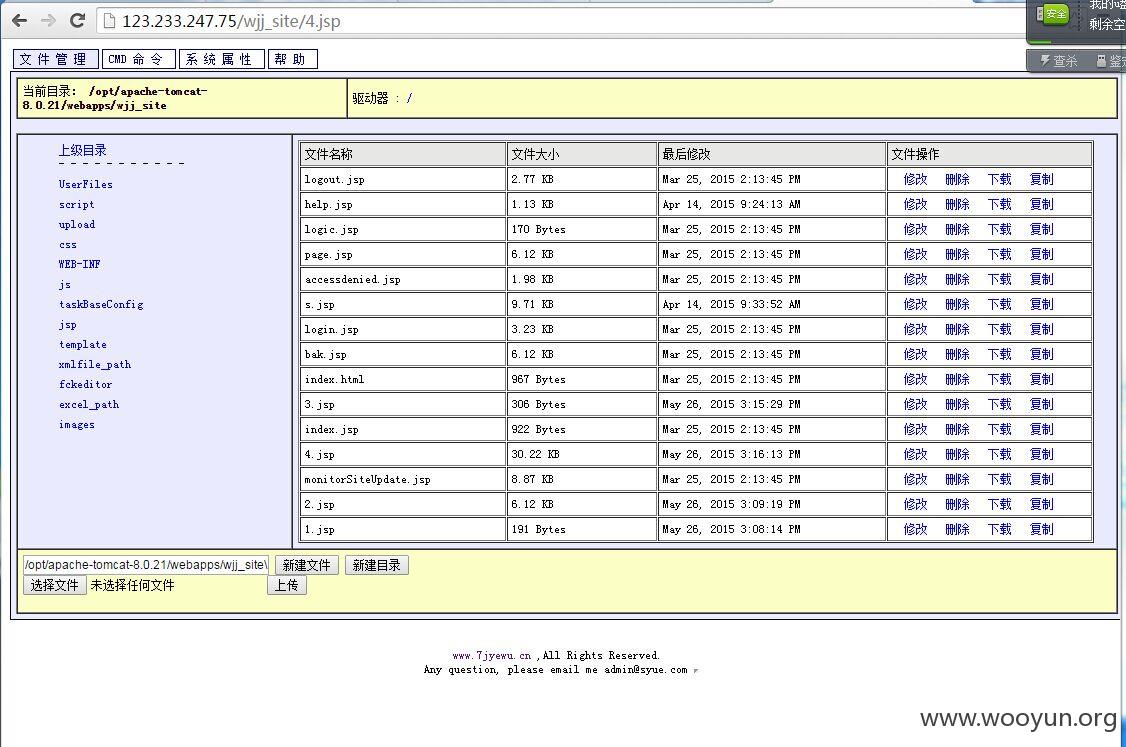 123.233.247.75/wjj_site/4.jsp
安全
剩余空
查杀
文件管理 CMD 命令 系统属性 帮助
当前目录: /opt/apache-tomcat-
8.0.21/webapps/wjj_site
驱动器 : /
上级目录
- - - - - - - - - - -
UserFiles
script
upload
css
WEB-INF
js
taskBaseConfig
jsp
template
xmlfile_path
fckeditor
excel_path
images
文件名称 文件大小 最后修改 文件操作
logout.jsp 2.77 KB Mar 25, 2015 2:13:45 PM 修改 删除 下载 复制
help.jsp 1.13 KB Apr 14, 2015 9:24:13 AM 修改 删除 下载 复制
logic.jsp 170 Bytes Mar 25, 2015 2:13:45 PM 修改 删除 下载 复制
page.jsp 6.12 KB Mar 25, 2015 2:13:45 PM 修改 删除 下载 复制
accessdenied.jsp 1.98 KB Mar 25, 2015 2:13:45 PM 修改 删除 下载 复制
s.jsp 9.71 KB Apr 14, 2015 9:33:52 AM 修改 删除 下载 复制
login.jsp 3.23 KB Mar 25, 2015 2:13:45 PM 修改 删除 下载 复制
bak.jsp 6.12 KB Mar 25, 2015 2:13:45 PM 修改 删除 下载 复制
index.html 967 Bytes Mar 25, 2015 2:13:45 PM 修改 删除 下载 复制
3.jsp 306 Bytes May 26, 2015 3:15:29 PM 修改 删除 下载 复制
index.jsp 922 Bytes Mar 25, 2015 2:13:45 PM 修改 删除 下载 复制
4.jsp 30.22 KB May 26, 2015 3:16:13 PM 修改 删除 下载 复制
monitorSiteUpdate.jsp 8.87 KB Mar 25, 2015 2:13:45 PM 修改 删除 下载 复制
2.jsp 6.12 KB May 26, 2015 3:09:19 PM 修改 删除 下载 复制
1.jsp 191 Bytes May 26, 2015 3:08:14 PM 修改 删除 下载 复制
/opt/apache-tomcat-8.0.21/webapps/wjj_site\ 新建文件 新建目录
选择文件 未选择任何文件 上传
www.7jyewu.cn ,All Rights Reserved.
Any question, please email me admin@syue.com
www.wooyun.org